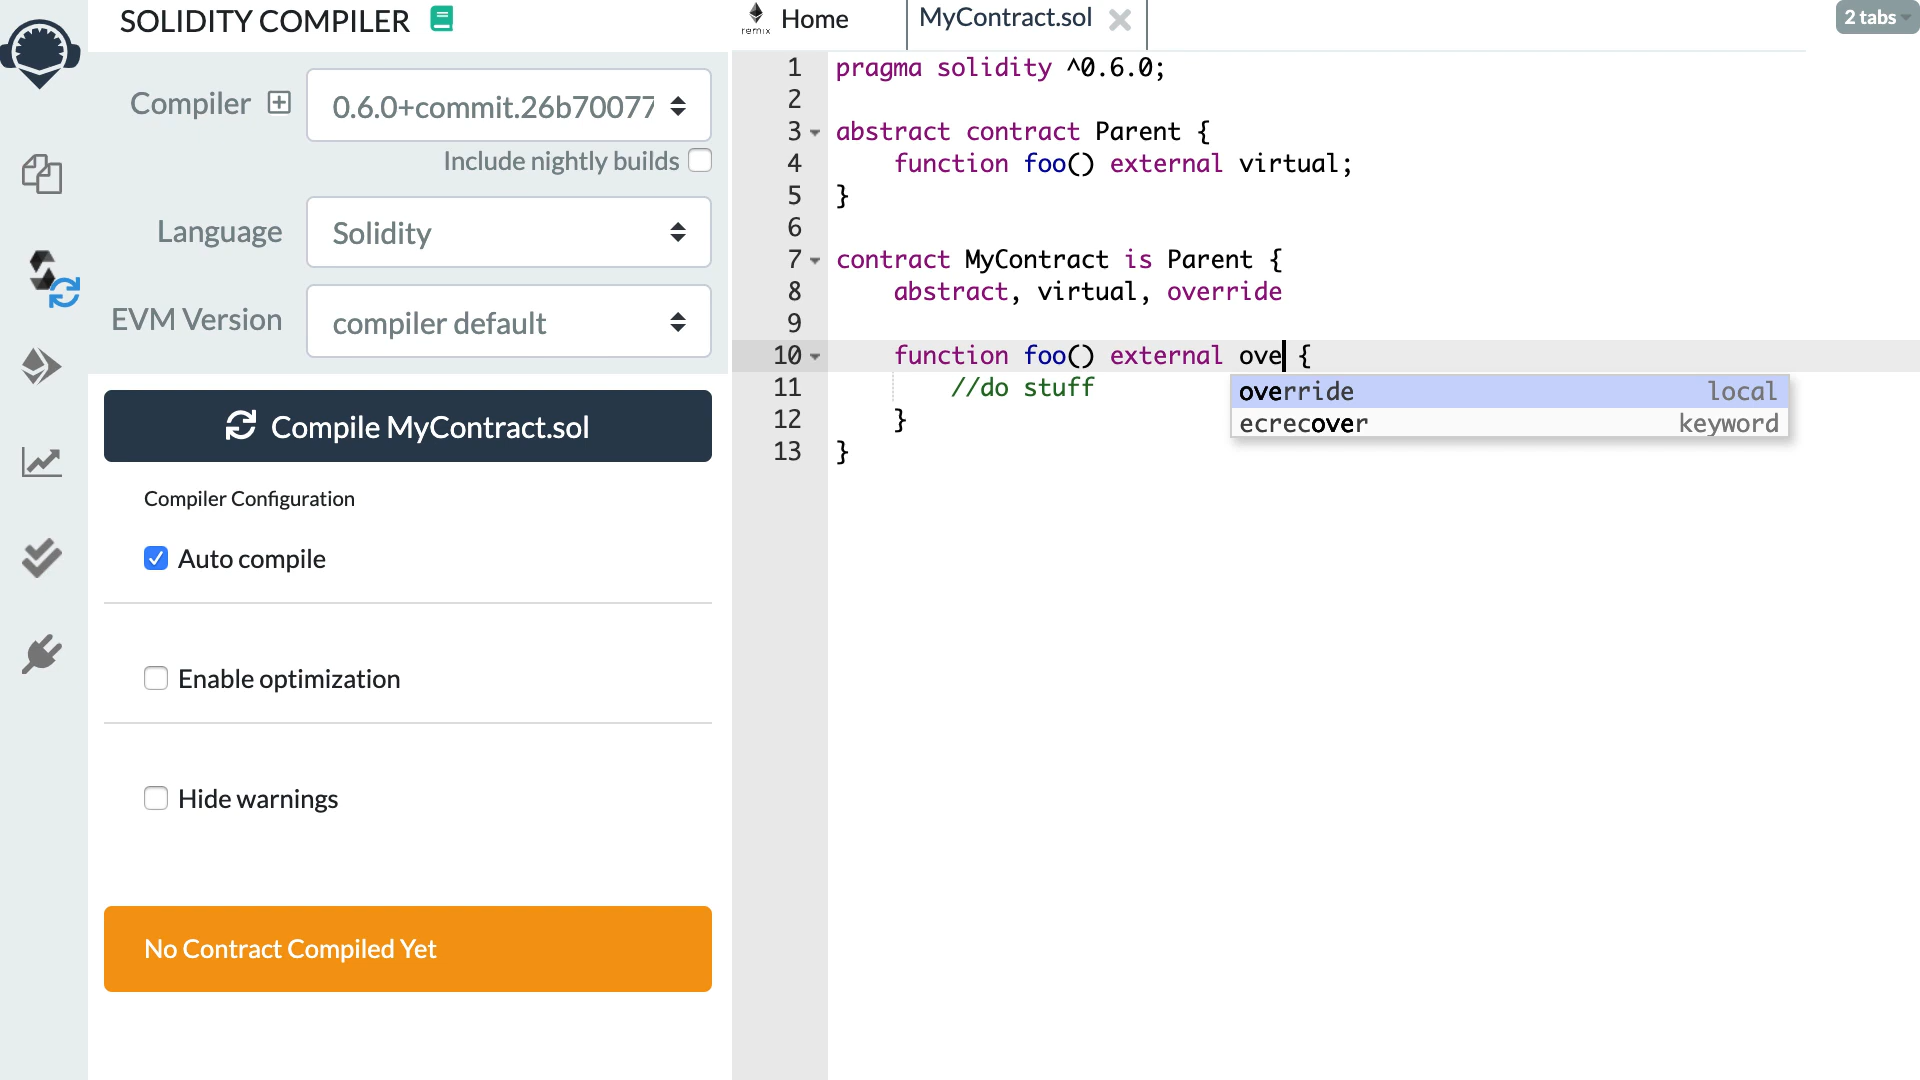 SOLIDITY COMPILER
Compiler
0.6.0+commit.26b70077
Include nightly builds
Language
Solidity
EVM Version
compiler default
Compile MyContract.sol
Compiler Configuration
Auto compile
Enable optimization
Hide warnings
No Contract Compiled Yet
remix
Home
MyContract.sol
2 tabs
1 pragma solidity ^0.6.0;
2
3 abstract contract Parent {
4 function foo() external virtual;
5 }
6
7 contract MyContract is Parent {
8 abstract, virtual, override
9
10 function foo() external ove {
11 //do stuff
12 }
13 }
override local
ecrecover keyword